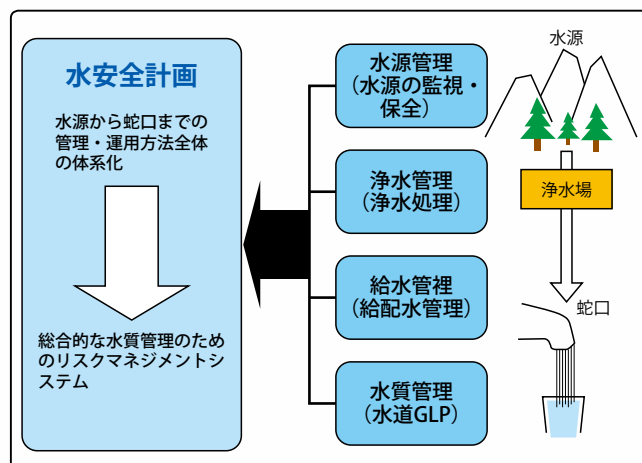 水安全計画
水源から蛇口までの
管理・運用方法全体
の体系化
総合的な水質管理のため
のリスクマネジメントシ
ステム
水源管理
（水源の監視・
保全）
浄水管理
（浄水処理）
給水管裡
（給配水管理）
水質管理
（水道GLP）
水源
浄水場
蛇口